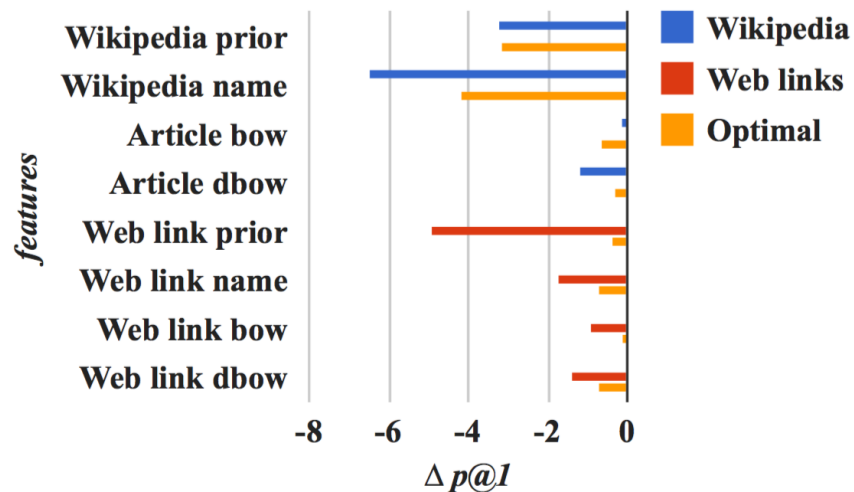 Wikipedia prior
Wikipedia name
Article bow
Article dbow
Web link prior
Web link name
Web link bow
Web link dbow
features
-8 -6 -4 -2 0
Δ p@1
Wikipedia
Web links
Optimal